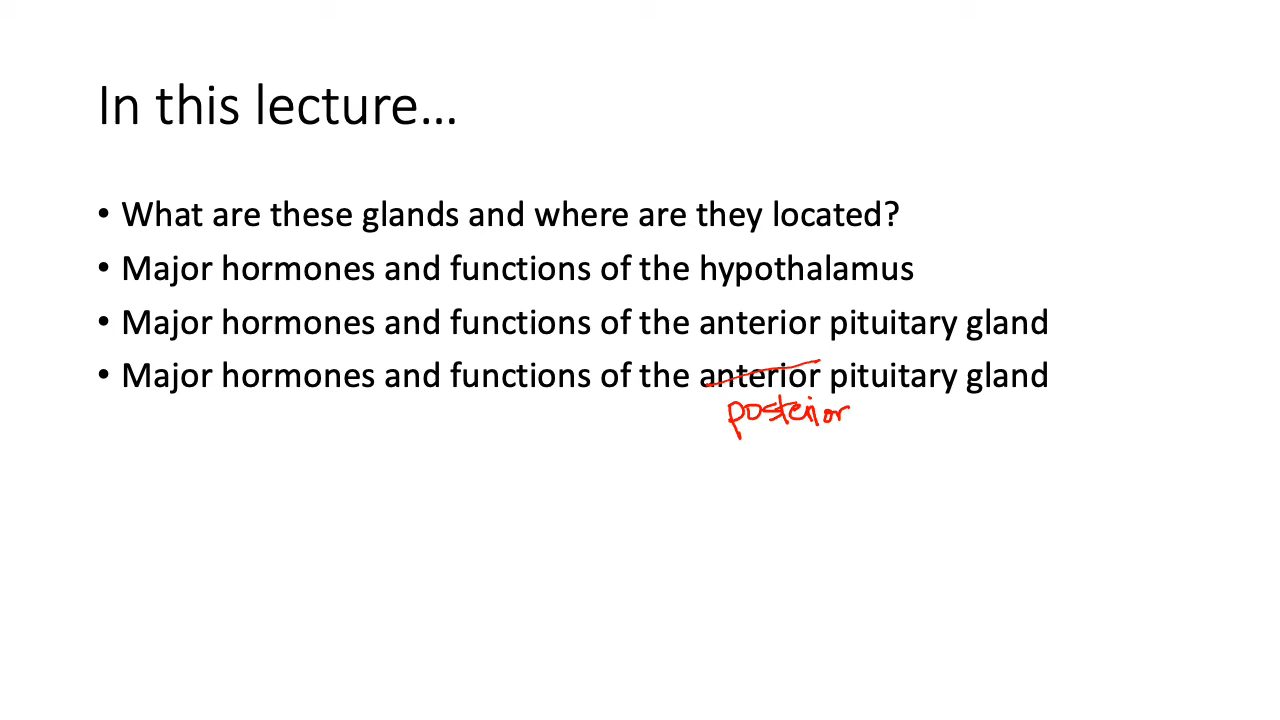 In this lecture...
• What are these glands and where are they located?
• Major hormones and functions of the hypothalamus
• Major hormones and functions of the anterior pituitary gland
• Major hormones and functions of the anterior pituitary gland
posterior